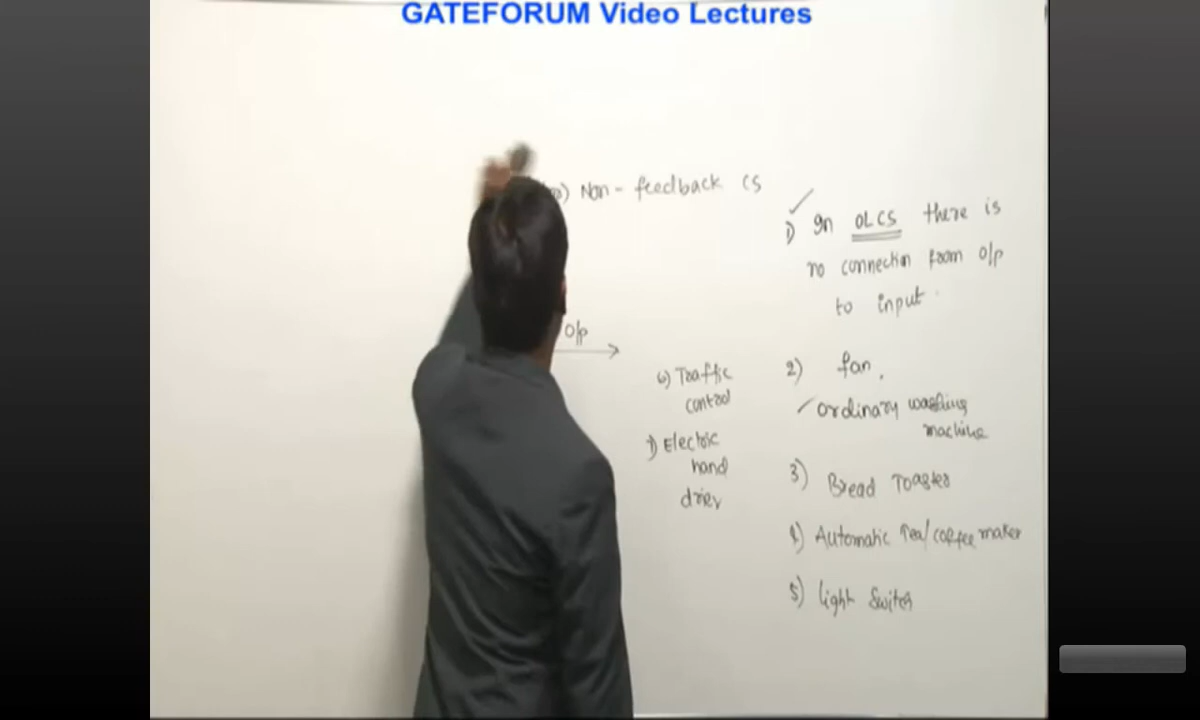 GATEFORUM Video Lectures
Non - feedback CS
1) In OLCS there is
no connectin from o/p
to input
O/p
6) Traffic
control
7) Electric
hand
drier
2) fan.
ordinary washing
machine
3) Bread Toaster
4) Automatic Tea/coffee maker
5) light Switch